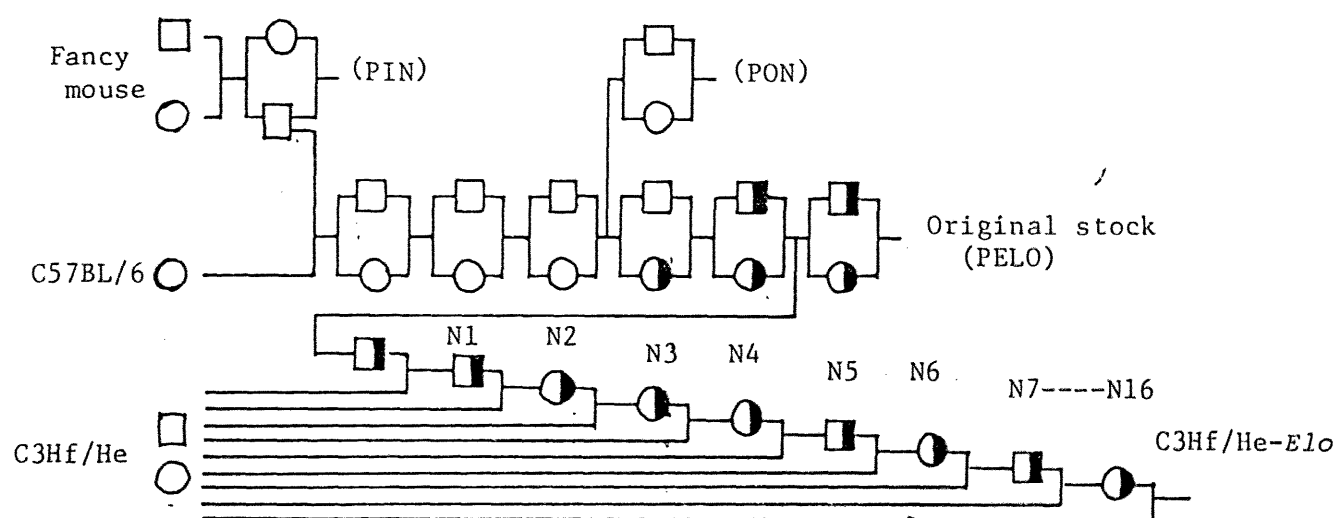 Fancy
mouse
(PIN)
(PON)
C57BL/6
Original stock
(PELO)
N1
N2
N3
N4
N5
N6
N7----N16
C3Hf/He
C3Hf/He-Elo